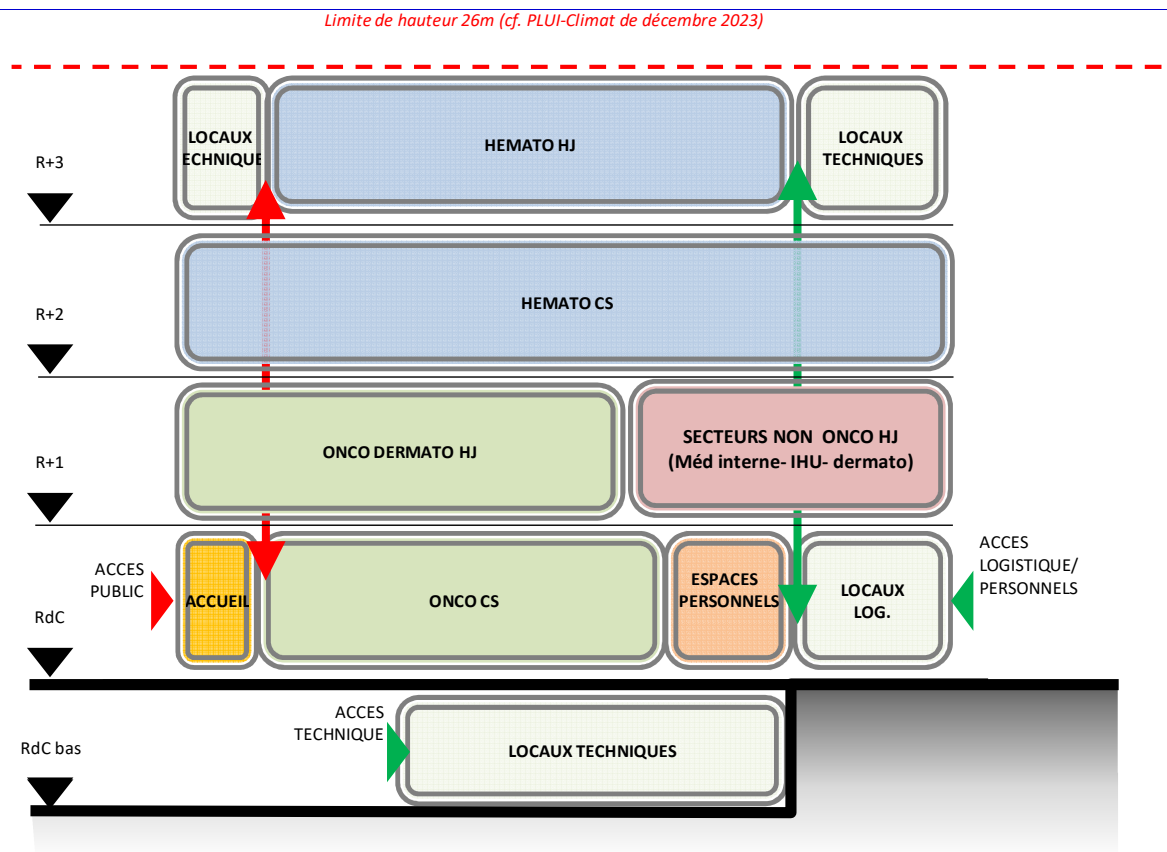 Limite de hauteur 26m (cf. PLUI-Climat de décembre 2023)
R+3
LOCAUX
ECHNIQUE
HEMATO HJ
LOCAUX
TECHNIQUES
R+2
HEMATO CS
R+1
ONCO DERMATO HJ
SECTEURS NON ONCO HJ
(Méd interne- IHU- dermato)
RdC
ACCES
PUBLIC
ACCUEIL
ONCO CS
ESPACES
PERSONNELS
LOCAUX
LOG.
ACCES
LOGISTIQUE/
PERSONNELS
RdC bas
ACCES
TECHNIQUE
LOCAUX TECHNIQUES